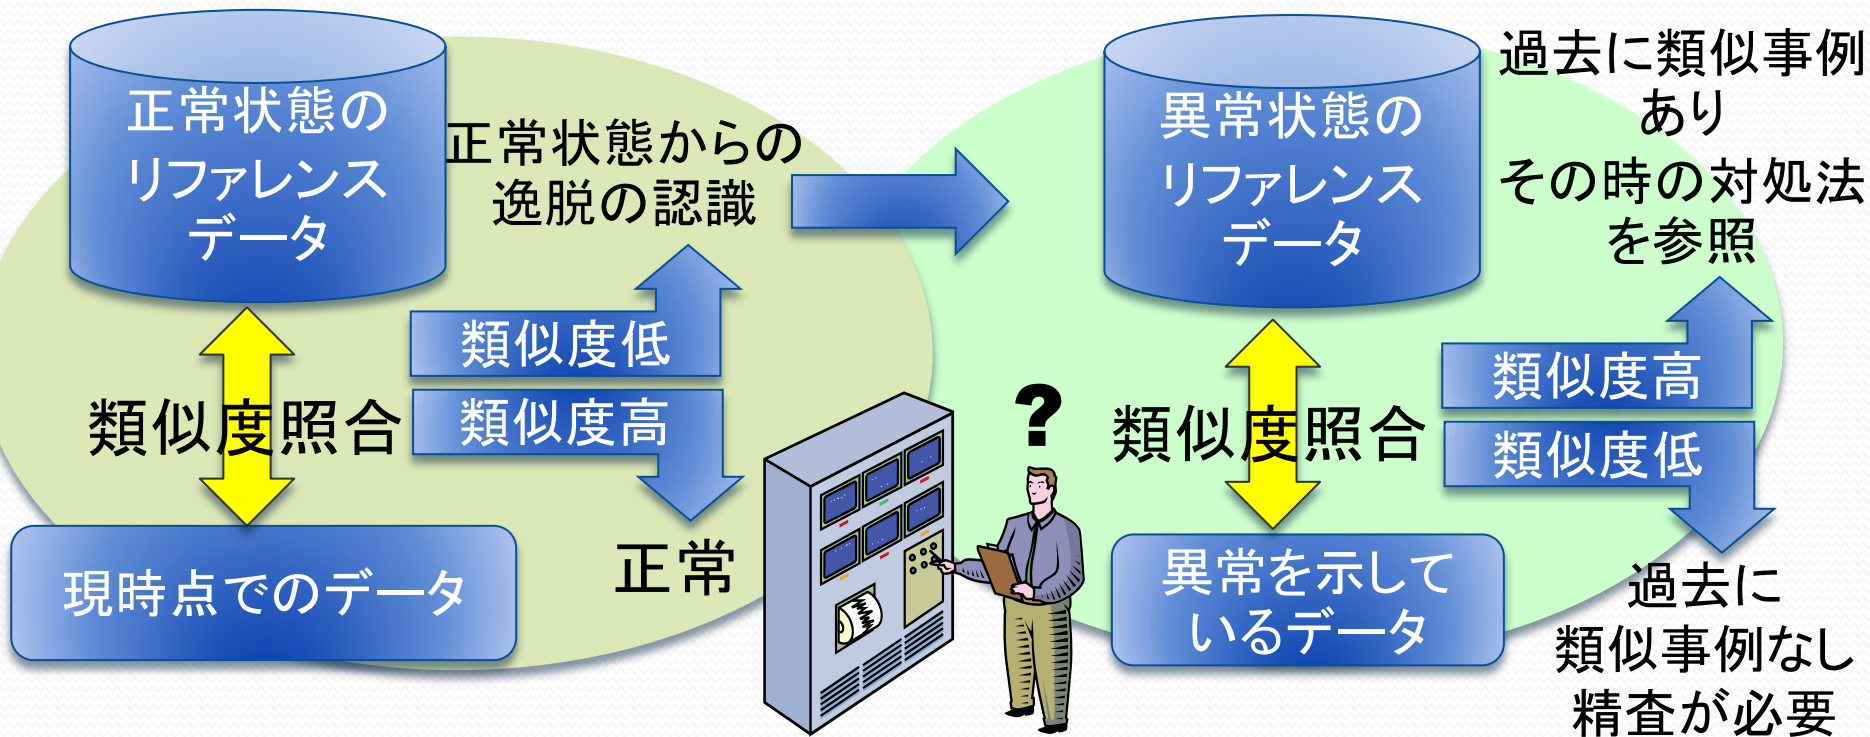 正常状態の
リファレンス
データ
正常状態からの
逸脱の認識
類似度低
類似度高
類似度照合
正常
現時点でのデータ
?
異常状態の
リファレンス
データ
過去に類似事例
あり
その時の対処法
を参照
類似度高
類似度低
類似度照合
異常を示して
いるデータ
過去に
類似事例なし
精査が必要